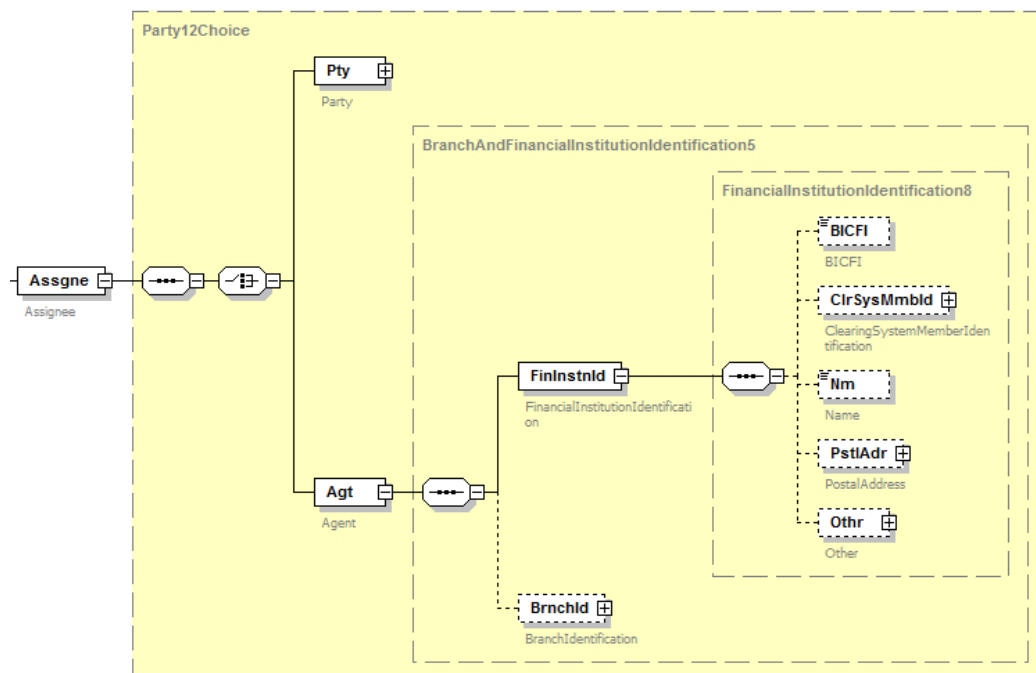 Party12Choice
Pty
Party
BranchAndFinancialInstitutionIdentification5
FinancialInstitutionIdentification8
BICFI
BICFI
Assgne
Assignee
ClrSysMmbId
ClearingSystemMemberIden
tification
FinInstnId
FinancialInstitutionIdentificati
on
Nm
Name
PstlAdr
PostalAddress
Agt
Agent
Othr
Other
BrnchId
BranchIdentification